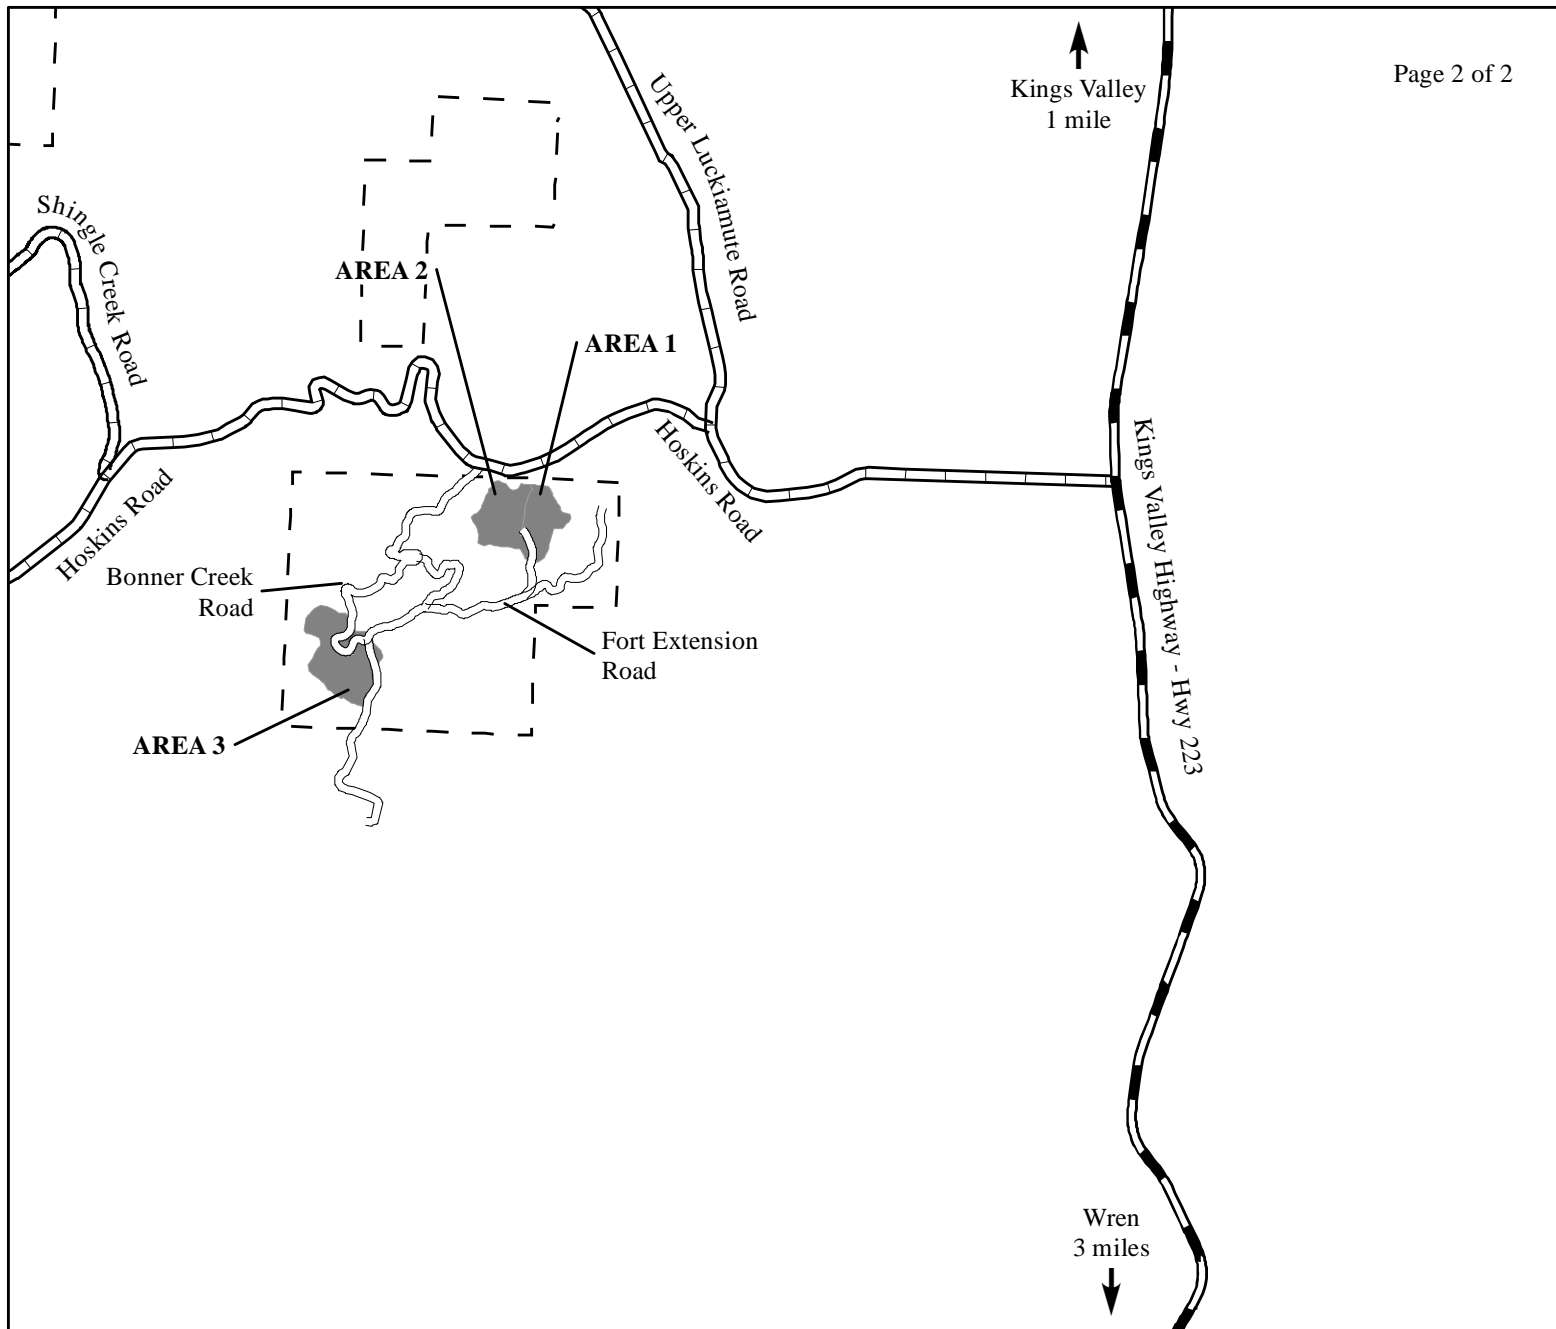 Page 2 of 2
Kings Valley
1 mile
Upper Luckiamute Road
Shingle Creek Road
AREA 2
AREA 1
Hoskins Road
Hoskins Road
Kings Valley Highway - Hwy 223
Bonner Creek
Road
Fort Extension
Road
AREA 3
Wren
3 miles